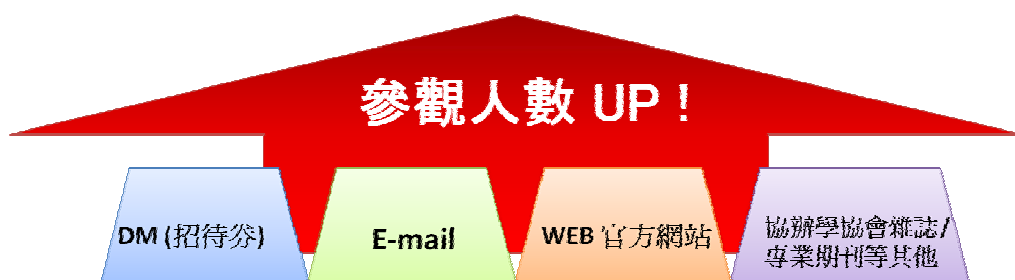 參觀人數 UP！
DM (招待券)
E-mail
WEB 官方網站
協辦學協會雜誌/
專業期刊等其他